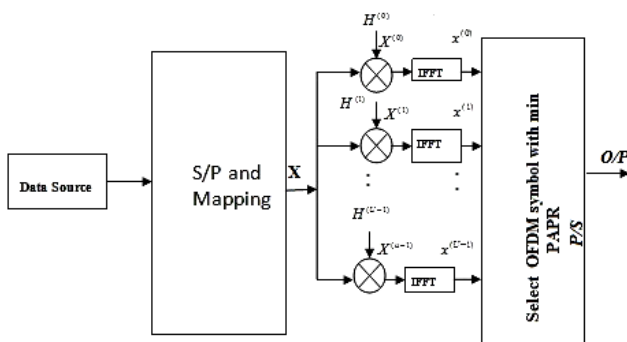 H^(0)
X^(0)
x^(0)
IFFT
H^(1)
X^(1)
x^(1)
IFFT
Data Source
S/P and
Mapping
X
: : :
H^(U-1)
X^(u-1)
x^(U-1)
IFFT
Select OFDM symbol with min
PAPR
P/S
O/P